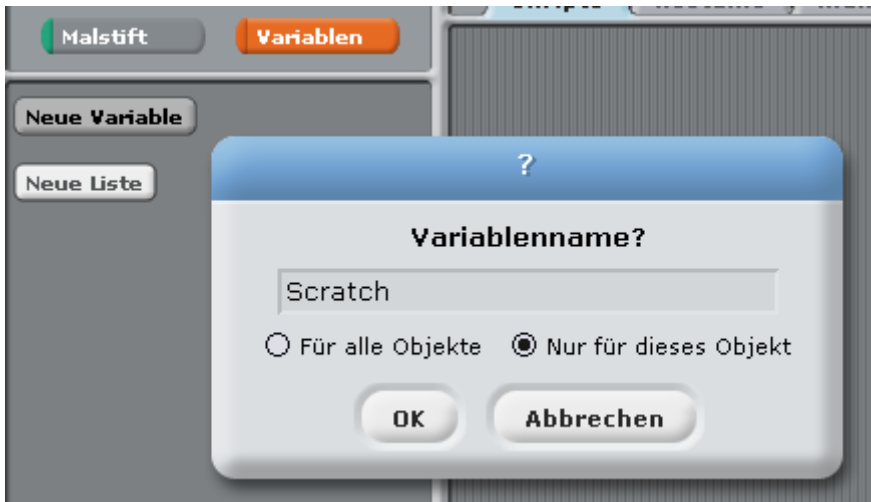 Malstift
Variablen
Neue Variable
Neue Liste
?
Variablenname?
Scratch
Für alle Objekte
Nur für dieses Objekt
OK
Abbrechen